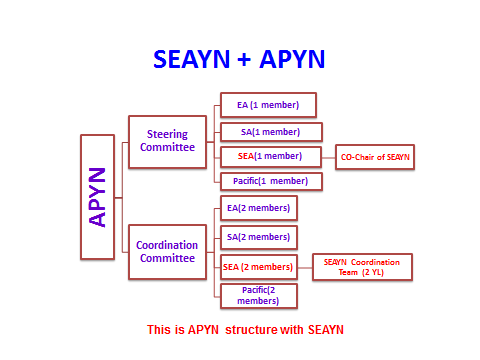 SEAYN + APYN
APYN
Steering
Committee
EA (1 member)
SA(1 member)
SEA(1 member)
CO-Chair of SEAYN
Pacific(1 member)
Coordination
Committee
EA(2 members)
SA(2 members)
SEA (2 members)
SEAYN Coordination
Team (2 YL)
Pacific(2
members)
This is APYN structure with SEAYN